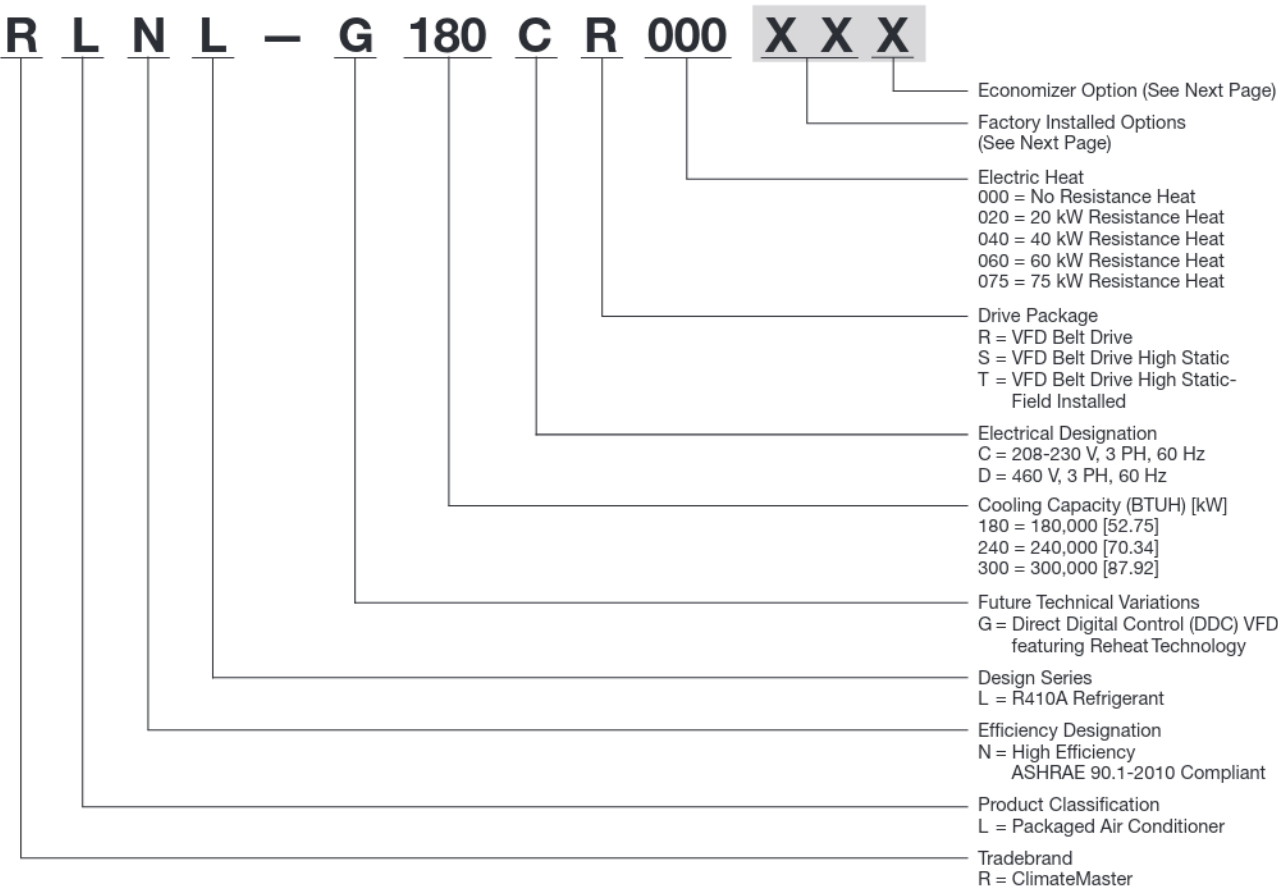 R L N L – G 180 C R 000 X X X
Economizer Option (See Next Page)
Factory Installed Options
(See Next Page)
Electric Heat
000 = No Resistance Heat
020 = 20 kW Resistance Heat
040 = 40 kW Resistance Heat
060 = 60 kW Resistance Heat
075 = 75 kW Resistance Heat
Drive Package
R = VFD Belt Drive
S = VFD Belt Drive High Static
T = VFD Belt Drive High Static-
Field Installed
Electrical Designation
C = 208-230 V, 3 PH, 60 Hz
D = 460 V, 3 PH, 60 Hz
Cooling Capacity (BTUH) [kW]
180 = 180,000 [52.75]
240 = 240,000 [70.34]
300 = 300,000 [87.92]
Future Technical Variations
G = Direct Digital Control (DDC) VFD
featuring Reheat Technology
Design Series
L = R410A Refrigerant
Efficiency Designation
N = High Efficiency
ASHRAE 90.1-2010 Compliant
Product Classification
L = Packaged Air Conditioner
Tradebrand
R = ClimateMaster